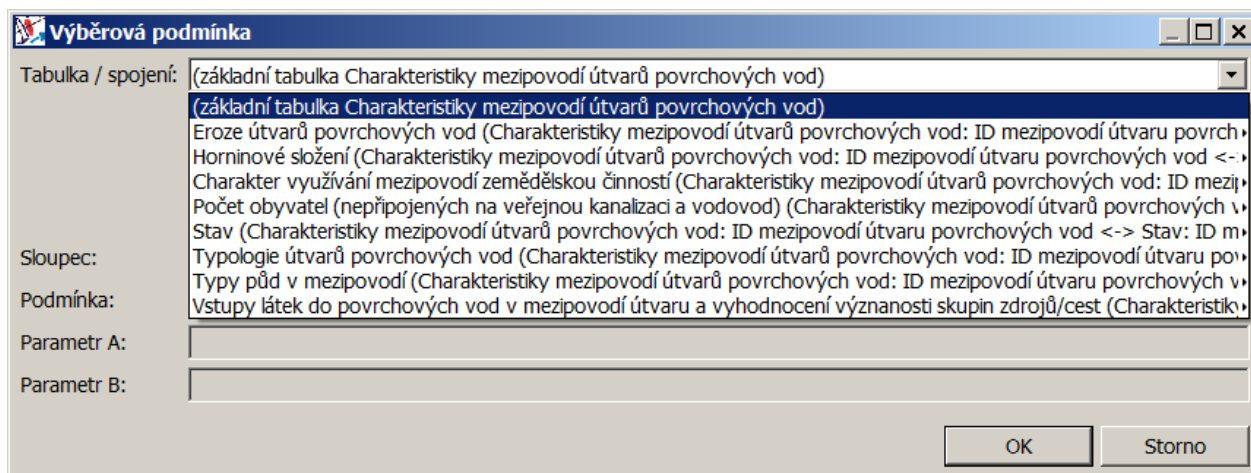 Výběrová podmínka
Tabulka / spojení: (základní tabulka Charakteristiky mezipovodí útvarů povrchových vod)
(základní tabulka Charakteristiky mezipovodí útvarů povrchových vod)
Eroze útvarů povrchových vod (Charakteristiky mezipovodí útvarů povrchových vod: ID mezipovodí útvaru povrch
Horninové složení (Charakteristiky mezipovodí útvarů povrchových vod: ID mezipovodí útvaru povrchových vod <-
Charakter využívání mezipovodí zemědělskou činností (Charakteristiky mezipovodí útvarů povrchových vod: ID mezip
Počet obyvatel (nepřipojených na veřejnou kanalizaci a vodovod) (Charakteristiky mezipovodí útvarů povrchových v
Stav (Charakteristiky mezipovodí útvarů povrchových vod: ID mezipovodí útvaru povrchových vod <-> Stav: ID m
Sloupec: Typologie útvarů povrchových vod (Charakteristiky mezipovodí útvarů povrchových vod: ID mezipovodí útvaru pov
Typy půd v mezipovodí (Charakteristiky mezipovodí útvarů povrchových vod: ID mezipovodí útvaru povrchových v
Podmínka: Vstupy látek do povrchových vod v mezipovodí útvaru a vyhodnocení význanosti skupin zdrojů/cest (Charakteristik
Parametr A:
Parametr B:
OK Storno